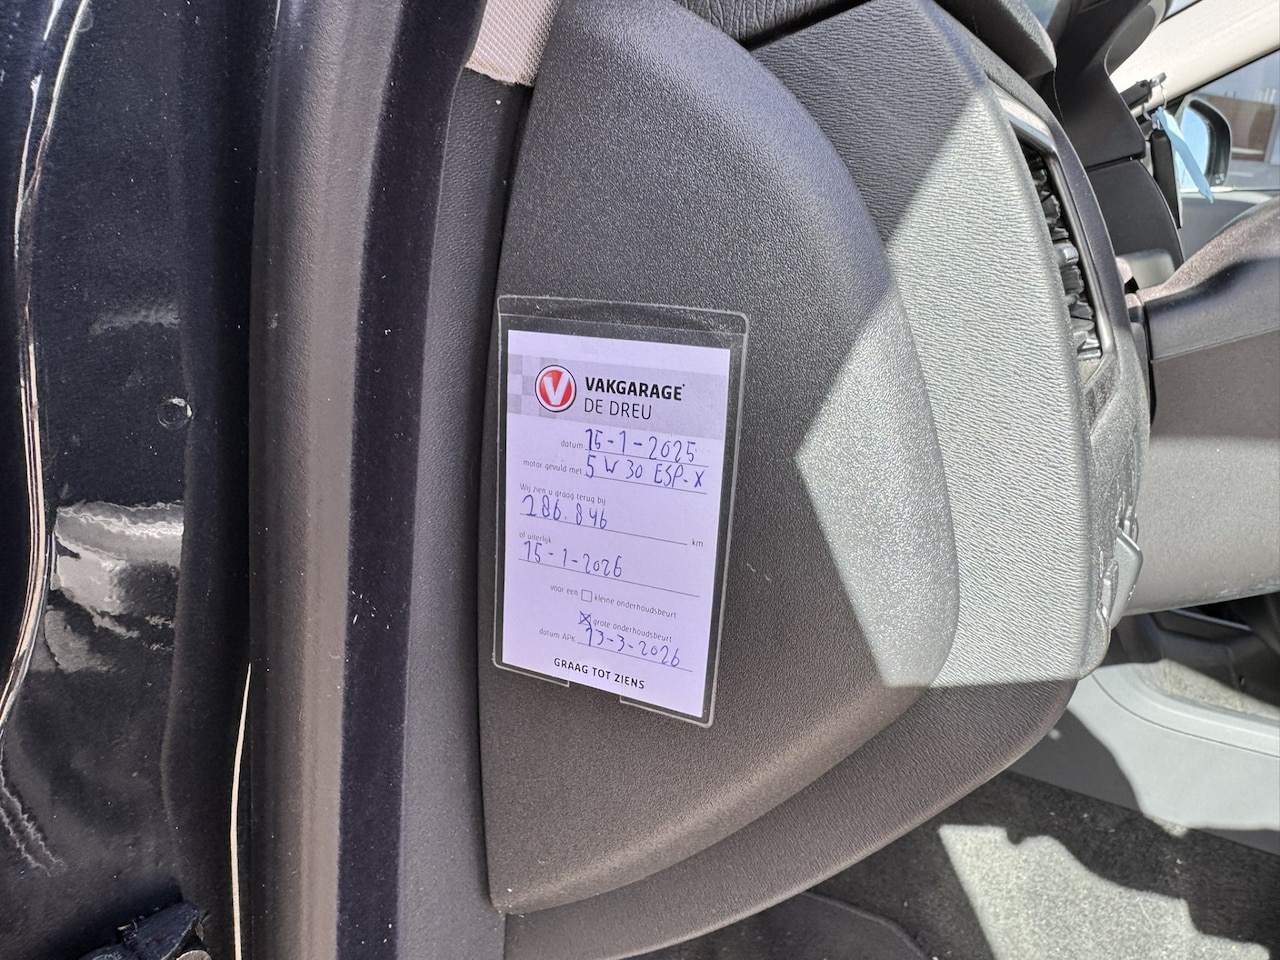 VAKGARAGE
DE DREU
datum 15-1-2025
motor gevuld met 5W30 ESP-X
Wij zien u graag terug bij
286.846 km
of uiterlijk
15-1-2026
voor een kleine onderhoudsbeurt
grote onderhoudsbeurt
datum APK 13-3-2026
GRAAG TOT ZIENS